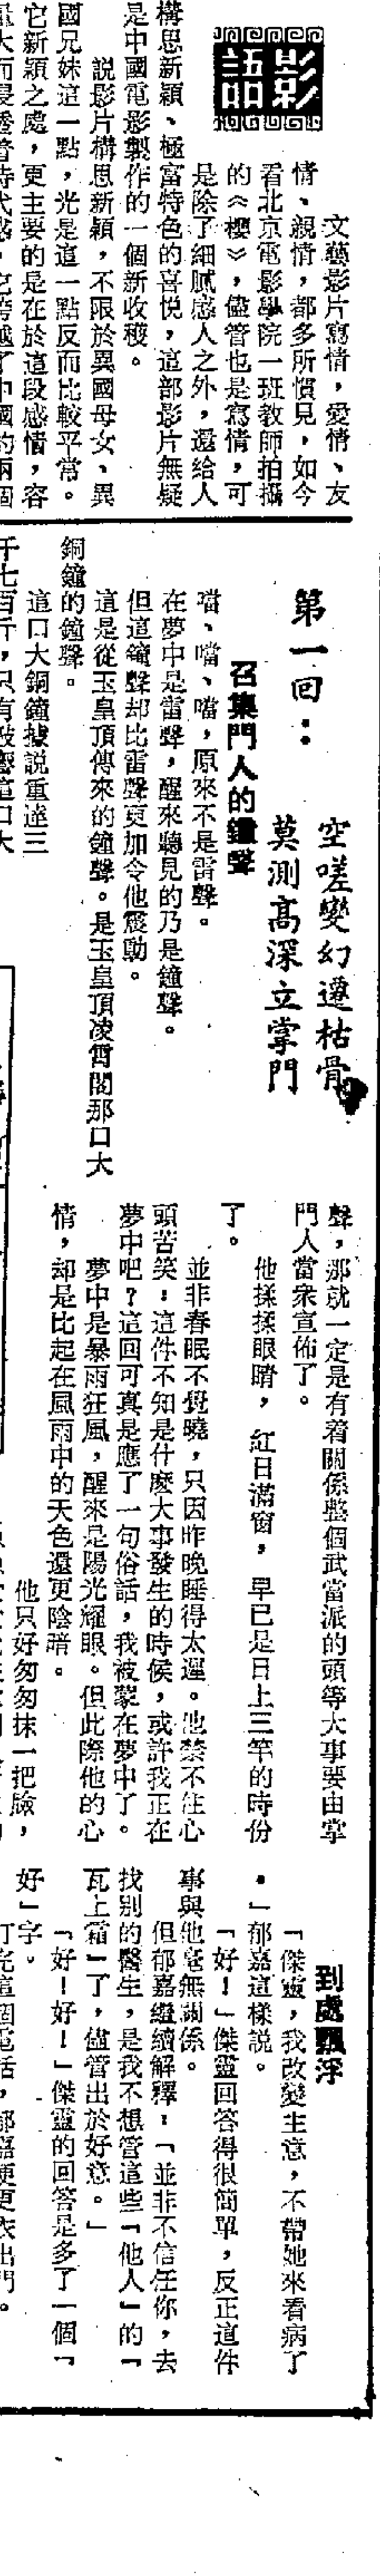 影語
文藝影片寫情，愛情、友
情、親情，都多所慣見，如今
看北京電影學院一班教師拍攝
的《櫻》，儘管也是寫情，可
是除了細膩感人之外，還給人
構思新穎、極富特色的喜悅，這部影片無疑
是中國電影製作的一個新收穫。
說影片構思新穎，不限於異國母女、異
國兄妹這一點，光是這一點反而比較平常。
它新穎之處，更主要的是在於這段感情，容
第一回：
空嗟變幻遷枯骨
莫測高深立掌門
召集門人的鐘聲
噹、噹、噹，原來不是雷聲。
在夢中是雷聲，醒來聽見的乃是鐘聲。
但這鐘聲却比雷聲更加令他震動。
這是從玉皇頂傳來的鐘聲。是玉皇頂凌霄閣那口大
銅鐘的鐘聲。
這口大銅鐘據說重達三
千七百斤，只有
聲，那就一定是有着關係整個武當派的頭等大事要由掌
門人當衆宣佈了。
他揉揉眼睛，紅日滿窗，早已是日上三竿的時份
了。
並非春眠不覺曉，只因昨晚睡得太遲。他禁不住心
頭苦笑：這件不知是什麽大事發生的時候，或許我正在
夢中吧？這回可真是應了一句俗話，我被蒙在夢中了。
夢中是暴雨狂風，醒來是陽光耀眼。但此際他的心
情，却是比起在風雨中的天色還更陰暗。
他只好匆匆抹一把臉，
到處飄浮
「傑靈，我改變主意，不帶她來看病了
。」郁嘉這樣說。
「好！」傑靈回答得很簡單，反正這件
事與他毫無關係。
但郁嘉繼續解釋：「並非不信任你，去
找別的醫生，是我不想管這些「他人」的「
瓦上霜」了，儘管出於好意。」
「好！好！」傑靈的回答是多了一個「
好」字。
打完這個電話，郁嘉便更衣出門。